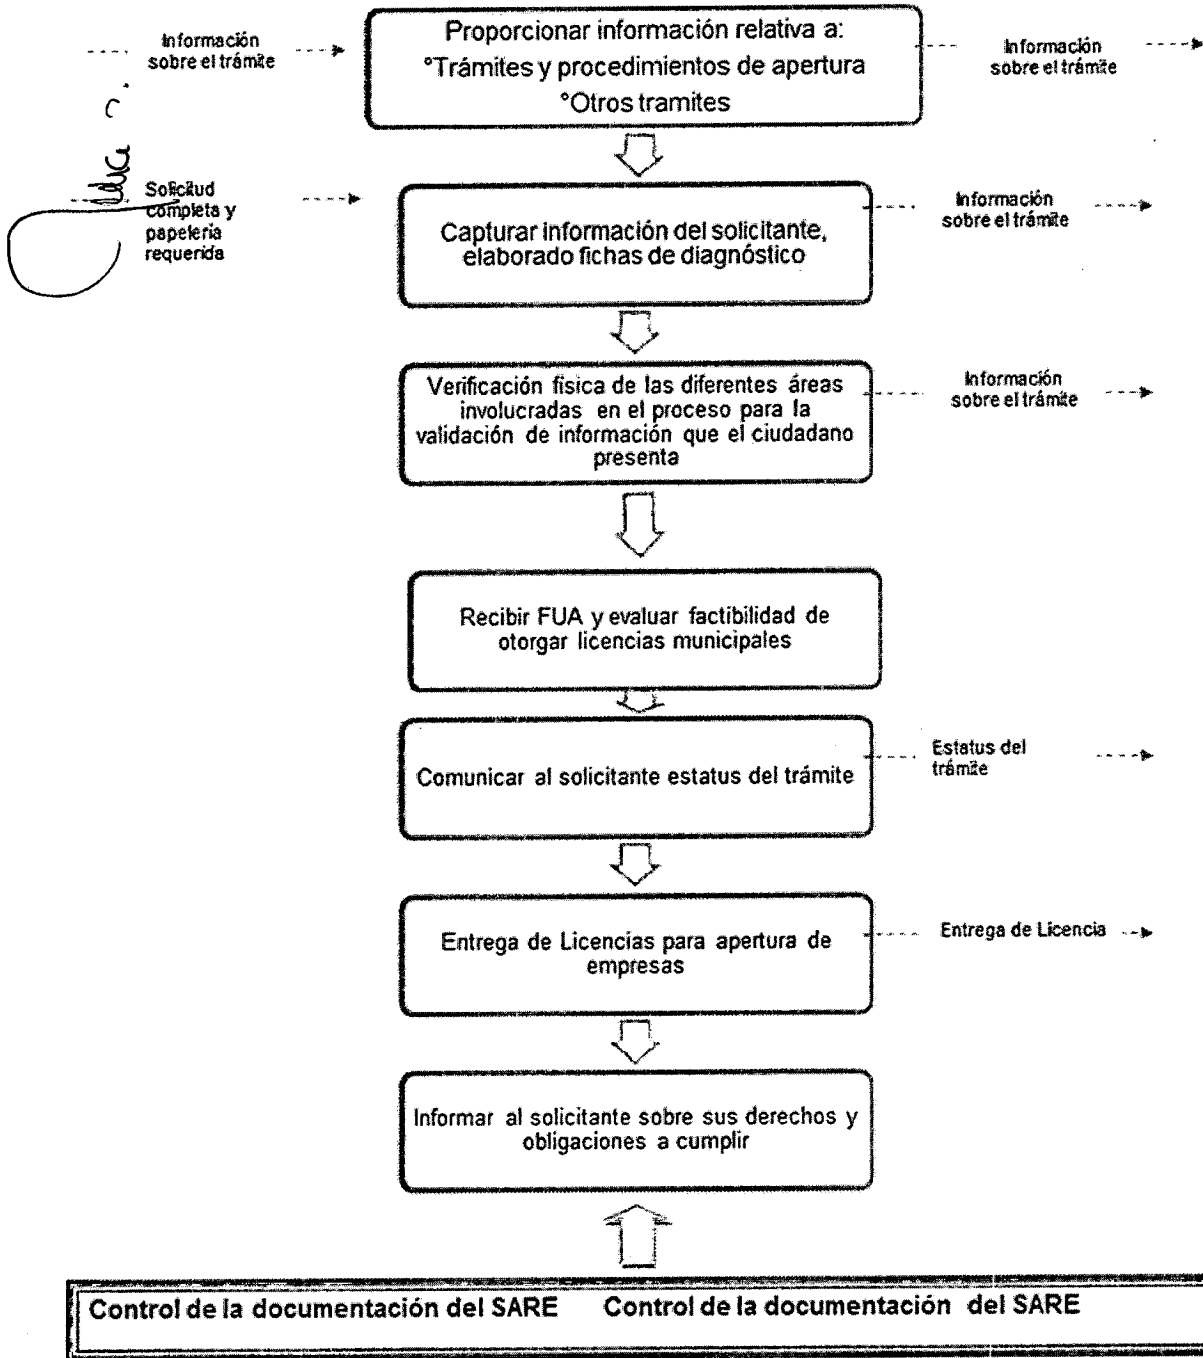 Información
sobre el trámite
Proporcionar información relativa a:
°Trámites y procedimientos de apertura
°Otros tramites
Información
sobre el trámite
Solicitud
completa y
papelería
requerida
Capturar información del solicitante,
elaborado fichas de diagnóstico
Información
sobre el trámite
Verificación física de las diferentes áreas
involucradas en el proceso para la
validación de información que el ciudadano
presenta
Información
sobre el trámite
Recibir FUA y evaluar factibilidad de
otorgar licencias municipales
Comunicar al solicitante estatus del trámite
Estatus del
trámite
Entrega de Licencias para apertura de
empresas
Entrega de Licencia
Informar al solicitante sobre sus derechos y
obligaciones a cumplir
Control de la documentación del SARE Control de la documentación del SARE